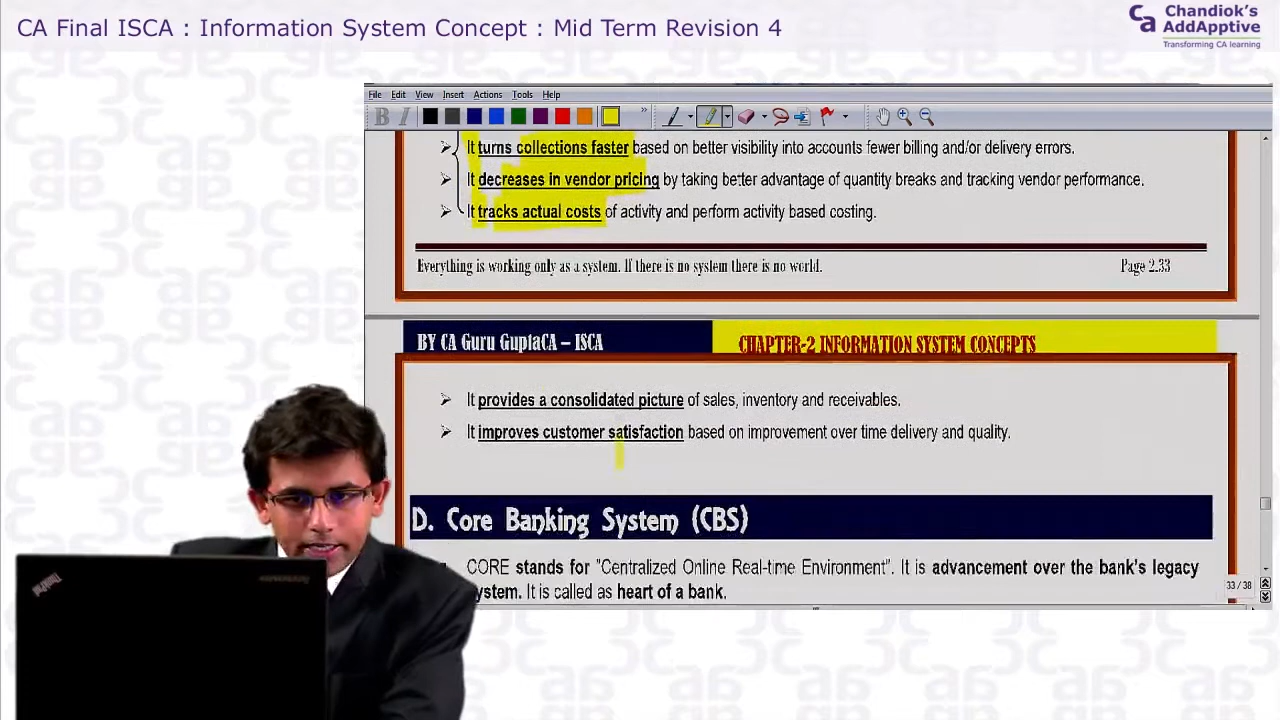 CA Final ISCA : Information System Concept : Mid Term Revision 4
Ca Chandiok's
AddApptive
Transforming CA learning
File Edit View Insert Actions Tools Help
B I
It turns collections faster based on better visibility into accounts fewer billing and/or delivery errors.
It decreases in vendor pricing by taking better advantage of quantity breaks and tracking vendor performance.
It tracks actual costs of activity and perform activity based costing.
Everything is working only as a system. If there is no system there is no world. Page 2.33
BY CA Guru GuptaCA – ISCA CHAPTER-2 INFORMATION SYSTEM CONCEPTS
It provides a consolidated picture of sales, inventory and receivables.
It improves customer satisfaction based on improvement over time delivery and quality.
D. Core Banking System (CBS)
CORE stands for "Centralized Online Real-time Environment". It is advancement over the bank's legacy
ystem. It is called as heart of a bank.
33 / 38
ThinkPad